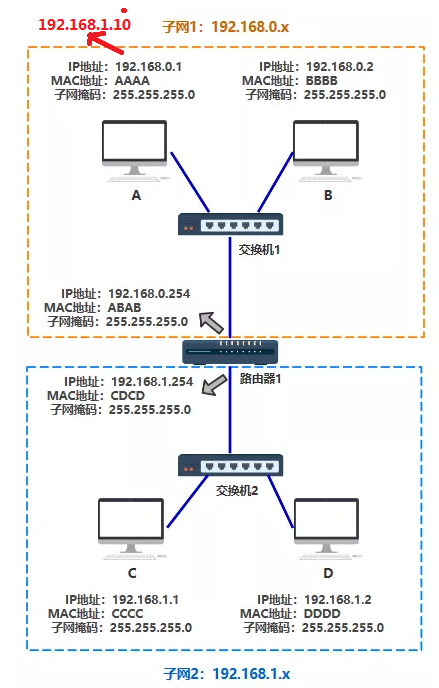 192.168.1.10
子网1：192.168.0.x
IP地址：192.168.0.1
MAC地址：AAAA
子网掩码：255.255.255.0
IP地址：192.168.0.2
MAC地址：BBBB
子网掩码：255.255.255.0
A
B
交换机1
IP地址：192.168.0.254
MAC地址：ABAB
子网掩码：255.255.255.0
路由器1
IP地址：192.168.1.254
MAC地址：CDCD
子网掩码：255.255.255.0
交换机2
C
D
IP地址：192.168.1.1
MAC地址：CCCC
子网掩码：255.255.255.0
IP地址：192.168.1.2
MAC地址：DDDD
子网掩码：255.255.255.0
子网2：192.168.1.x